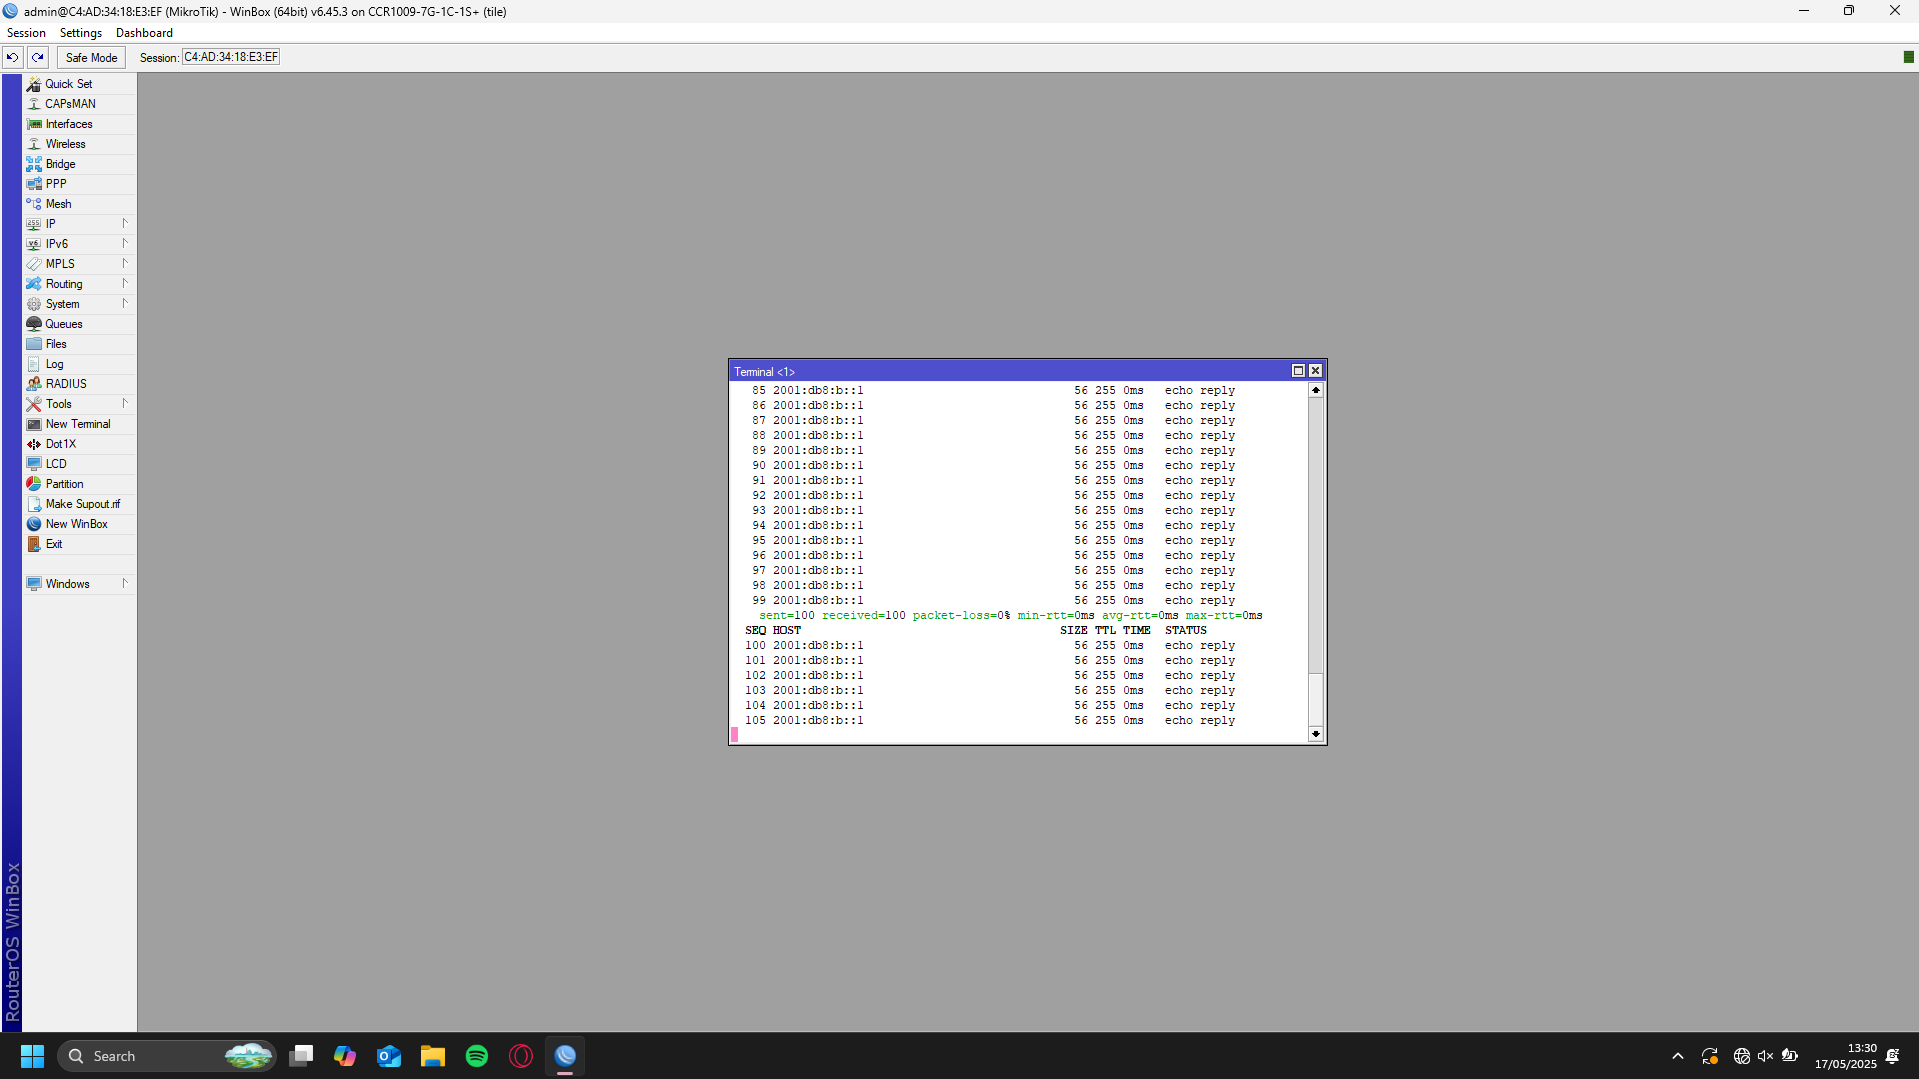 admin@C4:AD:34:18:E3:EF (MikroTik) - WinBox (64bit) v6.45.3 on CCR1009-7G-1C-1S+ (tile)
Session Settings Dashboard
Safe Mode Session: C4:AD:34:18:E3:EF
Quick Set
CAPsMAN
Interfaces
Wireless
Bridge
PPP
Mesh
IP
IPv6
MPLS
Routing
System
Queues
Files
Log
RADIUS
Tools
New Terminal
Dot1X
LCD
Partition
Make Supout.rif
New WinBox
Exit
Windows
RouterOS WinBox
Terminal <1>
85 2001:db8:b::1 56 255 0ms echo reply
86 2001:db8:b::1 56 255 0ms echo reply
87 2001:db8:b::1 56 255 0ms echo reply
88 2001:db8:b::1 56 255 0ms echo reply
89 2001:db8:b::1 56 255 0ms echo reply
90 2001:db8:b::1 56 255 0ms echo reply
91 2001:db8:b::1 56 255 0ms echo reply
92 2001:db8:b::1 56 255 0ms echo reply
93 2001:db8:b::1 56 255 0ms echo reply
94 2001:db8:b::1 56 255 0ms echo reply
95 2001:db8:b::1 56 255 0ms echo reply
96 2001:db8:b::1 56 255 0ms echo reply
97 2001:db8:b::1 56 255 0ms echo reply
98 2001:db8:b::1 56 255 0ms echo reply
99 2001:db8:b::1 56 255 0ms echo reply
sent=100 received=100 packet-loss=0% min-rtt=0ms avg-rtt=0ms max-rtt=0ms
SEQ HOST SIZE TTL TIME STATUS
100 2001:db8:b::1 56 255 0ms echo reply
101 2001:db8:b::1 56 255 0ms echo reply
102 2001:db8:b::1 56 255 0ms echo reply
103 2001:db8:b::1 56 255 0ms echo reply
104 2001:db8:b::1 56 255 0ms echo reply
105 2001:db8:b::1 56 255 0ms echo reply
Search
13:30
17/05/2025